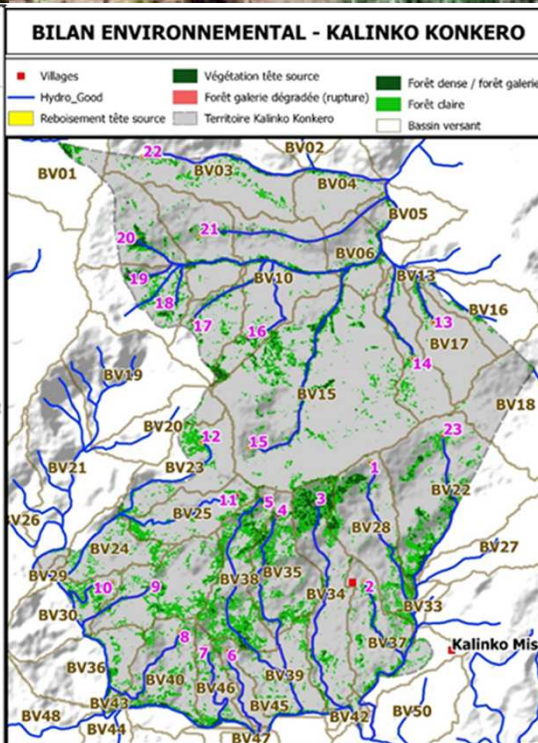 BILAN ENVIRONNEMENTAL - KALINKO KONKERO
Villages
Hydro_Good
Reboisement tête source
Végétation tête source
Forêt galerie dégradée (rupture)
Territoire Kalinko Konkero
Forêt dense / forêt galerie
Forêt claire
Bassin versant
22 BV02
BV01 BV03
BV04
BV05
20 21
BV06
19 BV10 BV13
18 BV16
17 16 13
BV17
14
BV19
BV15 BV18
BV20
12 15 23
BV21 BV23 1
11 5 3 BV22
BV25 4
BV26 BV28
BV24 BV27
BV29 BV38 BV35
10 9 BV34 2
BV30 BV33
8 BV37
7 6 Kalinko Mis
BV36
BV40 BV39
BV46
BV43 BV45
BV48 BV42 BV50
BV44 BV47